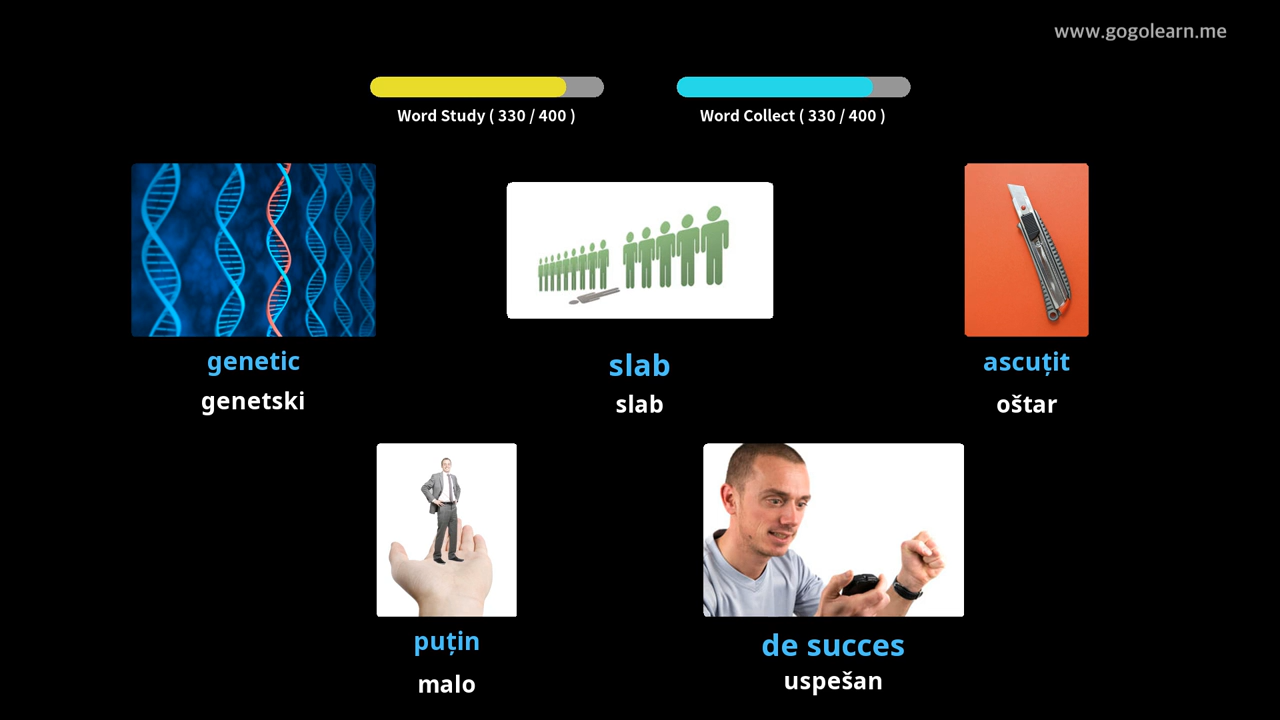 www.gogolearn.me
Word Study ( 330 / 400 )
Word Collect ( 330 / 400 )
genetic
genetski
slab
slab
ascuțit
oštar
puțin
malo
de succes
uspešan